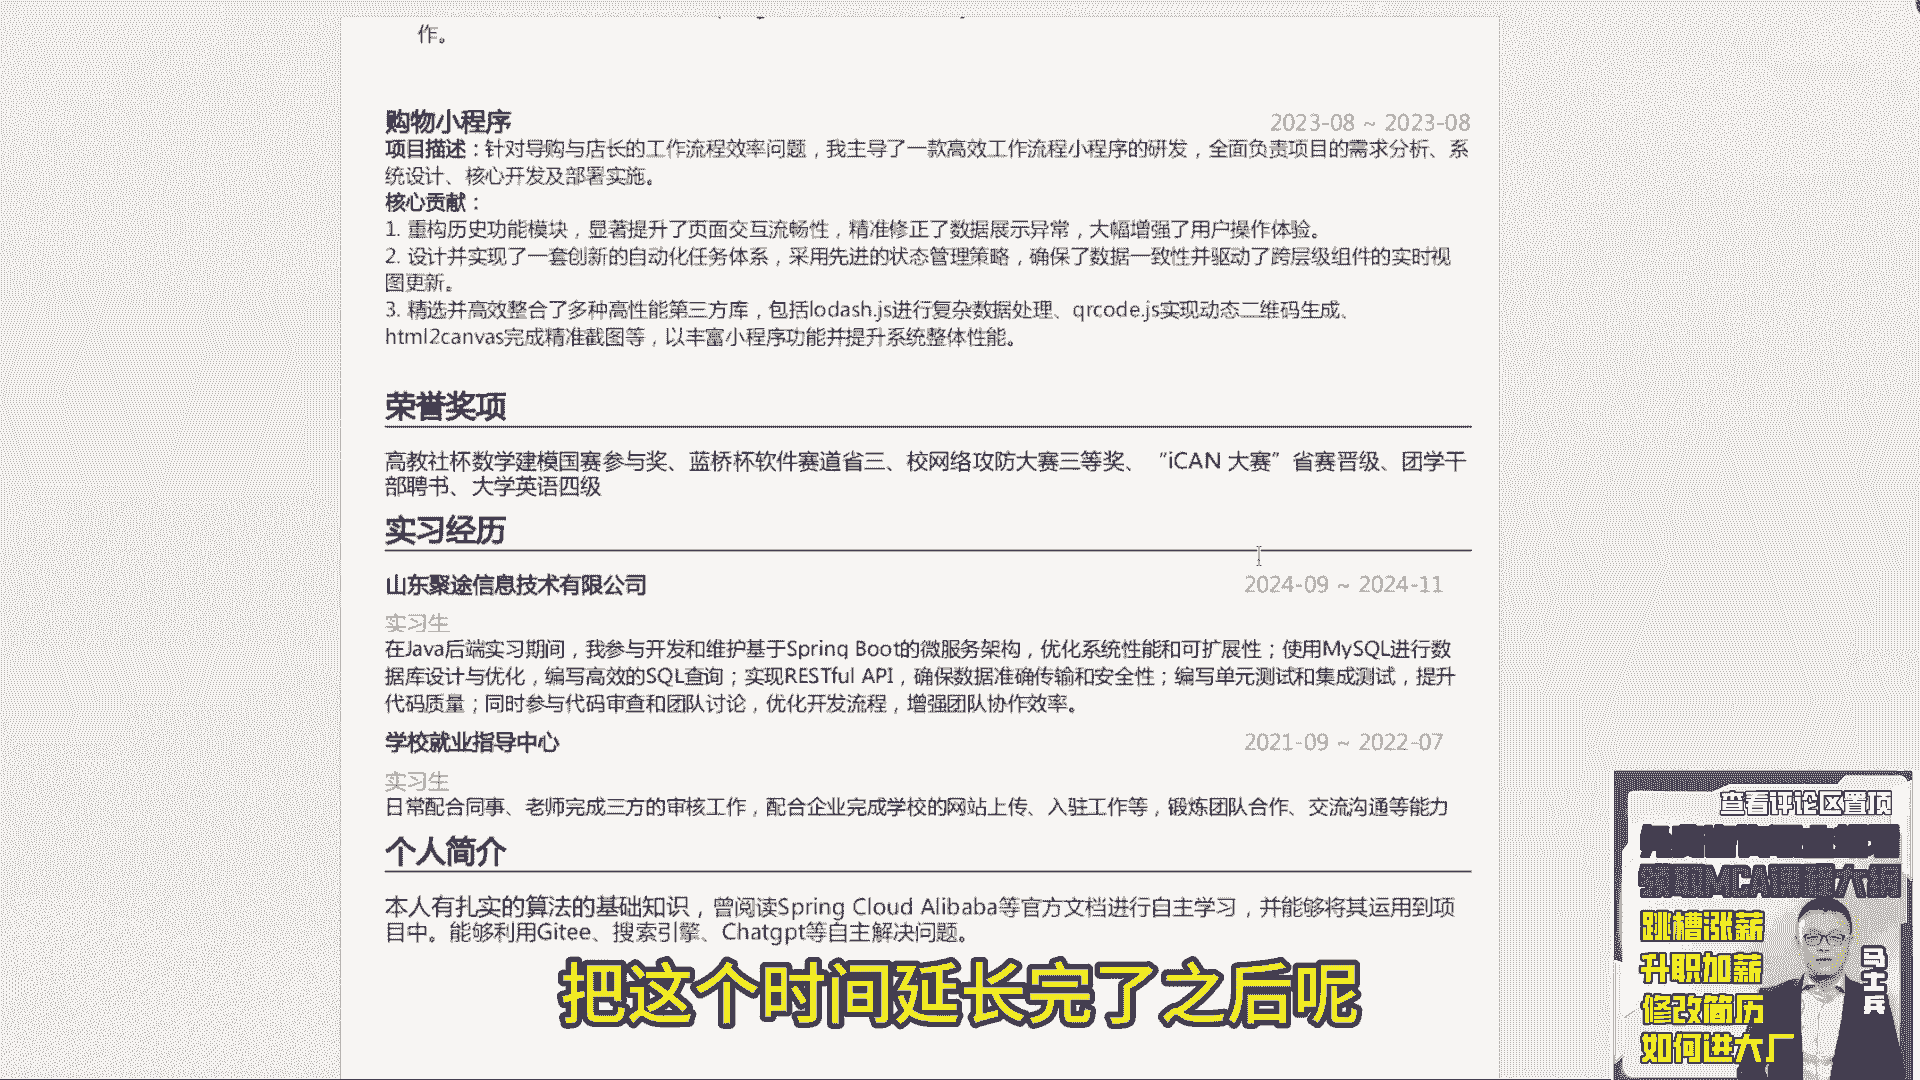 作。
购物小程序
2023-08 ~ 2023-08
项目描述：针对导购与店长的工作流程效率问题，我主导了一款高效工作流程小程序的研发，全面负责项目的需求分析、系
统设计、核心开发及部署实施。
核心贡献：
1. 重构历史功能模块，显著提升了页面交互流畅性，精准修正了数据展示异常，大幅增强了用户操作体验。
2. 设计并实现了一套创新的自动化任务体系，采用先进的状态管理策略，确保了数据一致性并驱动了跨层级组件的实时视
图更新。
3. 精选并高效整合了多种高性能第三方库，包括lodash.js进行复杂数据处理、qrcode.js实现动态二维码生成、
html2canvas完成精准截图等，以丰富小程序功能并提升系统整体性能。
荣誉奖项
高教社杯数学建模国赛参与奖、蓝桥杯软件赛道省三、校网络攻防大赛三等奖、“iCAN 大赛”省赛晋级、团学干
部聘书、大学英语四级
实习经历
山东聚途信息技术有限公司
2024-09 ~ 2024-11
实习生
在Java后端实习期间，我参与开发和维护基于Spring Boot的微服务架构，优化系统性能和可扩展性；使用MySQL进行数
据库设计与优化，编写高效的SQL查询；实现RESTful API，确保数据准确传输和安全性；编写单元测试和集成测试，提升
代码质量；同时参与代码审查和团队讨论，优化开发流程，增强团队协作效率。
学校就业指导中心
2021-09 ~ 2022-07
实习生
日常配合同事、老师完成三方的审核工作，配合企业完成学校的网站上传、入驻工作等，锻炼团队合作、交流沟通等能力
个人简介
本人有扎实的算法的基础知识，曾阅读Spring Cloud Alibaba等官方文档进行自主学习，并能够将其运用到项
目中。能够利用Gitee、搜索引擎、Chatgpt等自主解决问题。
把这个时间延长完了之后呢
查看评论区置顶
领取MCA课程大纲
跳槽涨薪
升职加薪
修改简历
如何进大厂
马士兵